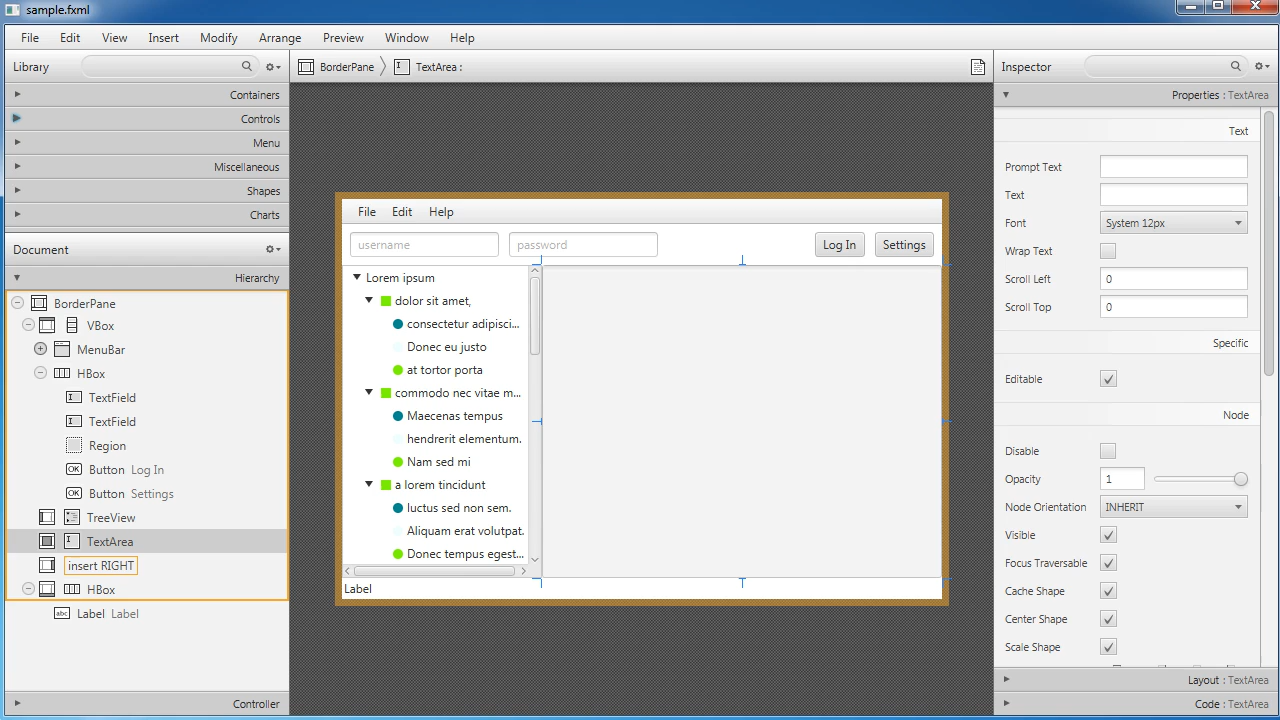 sample.fxml
File Edit View Insert Modify Arrange Preview Window Help
Library
Containers
Controls
Menu
Miscellaneous
Shapes
Charts
Document
Hierarchy
BorderPane
VBox
MenuBar
HBox
TextField
TextField
Region
OK Button Log In
OK Button Settings
TreeView
TextArea
insert RIGHT
HBox
abc Label Label
Controller
BorderPane TextArea :
File Edit Help
username password Log In Settings
Lorem ipsum
dolor sit amet,
consectetur adipisci...
Donec eu justo
at tortor porta
commodo nec vitae m...
Maecenas tempus
hendrerit elementum.
Nam sed mi
a lorem tincidunt
luctus sed non sem.
Aliquam erat volutpat.
Donec tempus egest...
Label
Inspector
Properties : TextArea
Text
Prompt Text
Text
Font System 12px
Wrap Text
Scroll Left 0
Scroll Top 0
Specific
Editable
Node
Disable
Opacity 1
Node Orientation INHERIT
Visible
Focus Traversable
Cache Shape
Center Shape
Scale Shape
Layout : TextArea
Code : TextArea